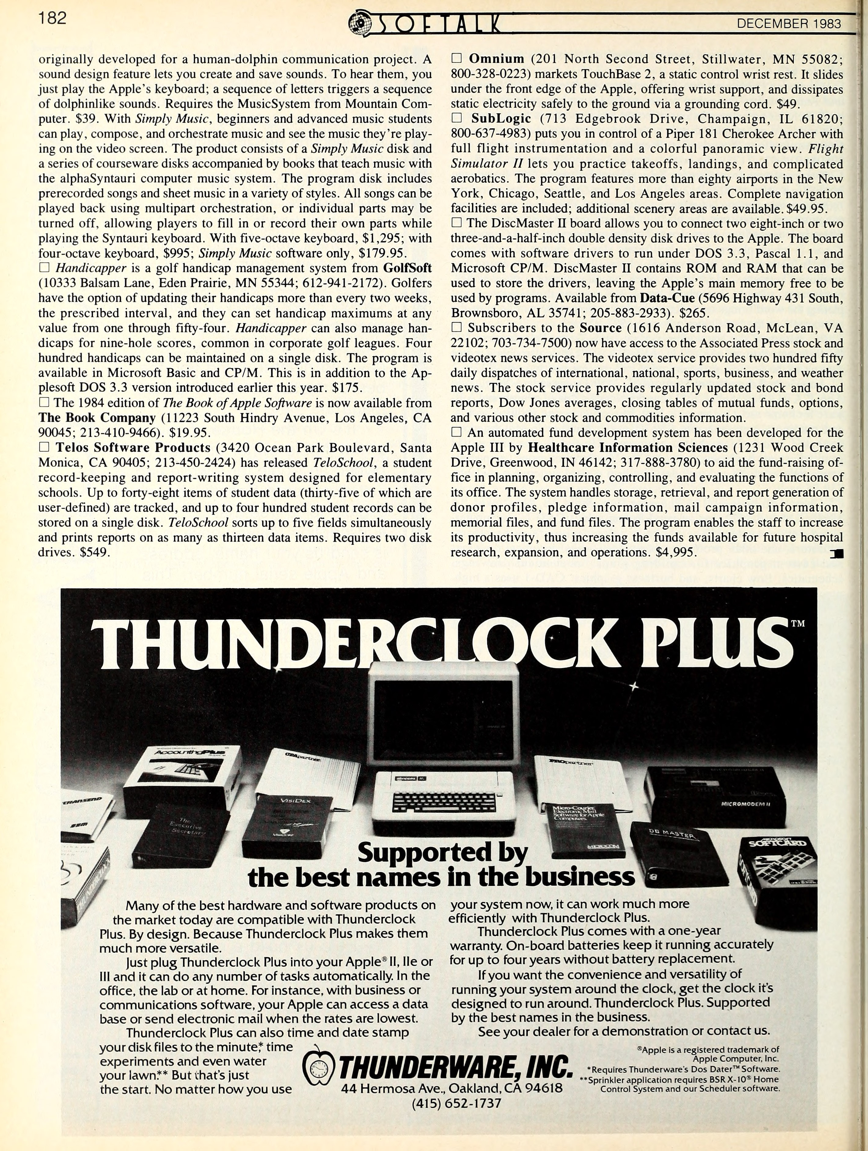 182
SOFTALK
DECEMBER 1983
originally developed for a human-dolphin communication project. A
sound design feature lets you create and save sounds. To hear them, you
just play the Apple's keyboard; a sequence of letters triggers a sequence
of dolphinlike sounds. Requires the MusicSystem from Mountain Com-
puter. $39. With Simply Music, beginners and advanced music students
can play, compose, and orchestrate music and see the music they're play-
ing on the video screen. The product consists of a Simply Music disk and
a series of courseware disks accompanied by books that teach music with
the alphaSyntauri computer music system. The program disk includes
prerecorded songs and sheet music in a variety of styles. All songs can be
played back using multipart orchestration, or individual parts may be
turned off, allowing players to fill in or record their own parts while
playing the Syntauri keyboard. With five-octave keyboard, $1,295; with
four-octave keyboard, $995; Simply Music software only, $179.95.
□ Handicapper is a golf handicap management system from GolfSoft
(10333 Balsam Lane, Eden Prairie, MN 55344; 612-941-2172). Golfers
have the option of updating their handicaps more than every two weeks,
the prescribed interval, and they can set handicap maximums at any
value from one through fifty-four. Handicapper can also manage han-
dicaps for nine-hole scores, common in corporate golf leagues. Four
hundred handicaps can be maintained on a single disk. The program is
available in Microsoft Basic and CP/M. This is in addition to the Ap-
plesoft DOS 3.3 version introduced earlier this year. $175.
□ The 1984 edition of The Book of Apple Software is now available from
The Book Company (11223 South Hindry Avenue, Los Angeles, CA
90045; 213-410-9466). $19.95.
□ Telos Software Products (3420 Ocean Park Boulevard, Santa
Monica, CA 90405; 213-450-2424) has released TeloSchool, a student
record-keeping and report-writing system designed for elementary
schools. Up to forty-eight items of student data (thirty-five of which are
user-defined) are tracked, and up to four hundred student records can be
stored on a single disk. TeloSchool sorts up to five fields simultaneously
and prints reports on as many as thirteen data items. Requires two disk
drives. $549.
□ Omnium (201 North Second Street, Stillwater, MN 55082;
800-328-0223) markets TouchBase 2, a static control wrist rest. It slides
under the front edge of the Apple, offering wrist support, and dissipates
static electricity safely to the ground via a grounding cord. $49.
□ SubLogic (713 Edgebrook Drive, Champaign, IL 61820;
800-637-4983) puts you in control of a Piper 181 Cherokee Archer with
full flight instrumentation and a colorful panoramic view. Flight
Simulator II lets you practice takeoffs, landings, and complicated
aerobatics. The program features more than eighty airports in the New
York, Chicago, Seattle, and Los Angeles areas. Complete navigation
facilities are included; additional scenery areas are available. $49.95.
□ The DiscMaster II board allows you to connect two eight-inch or two
three-and-a-half-inch double density disk drives to the Apple. The board
comes with software drivers to run under DOS 3.3, Pascal 1.1, and
Microsoft CP/M. DiscMaster II contains ROM and RAM that can be
used to store the drivers, leaving the Apple's main memory free to be
used by programs. Available from Data-Cue (5696 Highway 431 South,
Brownsboro, AL 35741; 205-883-2933). $265.
□ Subscribers to the Source (1616 Anderson Road, McLean, VA
22102; 703-734-7500) now have access to the Associated Press stock and
videotex news services. The videotex service provides two hundred fifty
daily dispatches of international, national, sports, business, and weather
news. The stock service provides regularly updated stock and bond
reports, Dow Jones averages, closing tables of mutual funds, options,
and various other stock and commodities information.
□ An automated fund development system has been developed for the
Apple III by Healthcare Information Sciences (1231 Wood Creek
Drive, Greenwood, IN 46142; 317-888-3780) to aid the fund-raising of-
fice in planning, organizing, controlling, and evaluating the functions of
its office. The system handles storage, retrieval, and report generation of
donor profiles, pledge information, mail campaign information,
memorial files, and fund files. The program enables the staff to increase
its productivity, thus increasing the funds available for future hospital
research, expansion, and operations. $4,995.
THUNDERCLOCK PLUS™
AccountingPlus
TRANSEND
The
Executive
Secretary
VisiDex
PROpartner
Micro-Courier
Electronic Mail
Software for Apple
Computers.
MICROCOM
MICROMODEM II
DB MASTER
SOFTCARD
Supported by
the best names in the business
Many of the best hardware and software products on
the market today are compatible with Thunderclock
Plus. By design. Because Thunderclock Plus makes them
much more versatile.
Just plug Thunderclock Plus into your Apple® II, IIe or
III and it can do any number of tasks automatically. In the
office, the lab or at home. For instance, with business or
communications software, your Apple can access a data
base or send electronic mail when the rates are lowest.
Thunderclock Plus can also time and date stamp
your disk files to the minute,* time
experiments and even water
your lawn.** But that's just
the start. No matter how you use
your system now, it can work much more
efficiently with Thunderclock Plus.
Thunderclock Plus comes with a one-year
warranty. On-board batteries keep it running accurately
for up to four years without battery replacement.
If you want the convenience and versatility of
running your system around the clock, get the clock it's
designed to run around. Thunderclock Plus. Supported
by the best names in the business.
See your dealer for a demonstration or contact us.
THUNDERWARE, INC.
44 Hermosa Ave., Oakland, CA 94618
(415) 652-1737
®Apple is a registered trademark of
Apple Computer, Inc.
*Requires Thunderware's Dos Dater™ Software.
**Sprinkler application requires BSR X-10® Home
Control System and our Scheduler software.